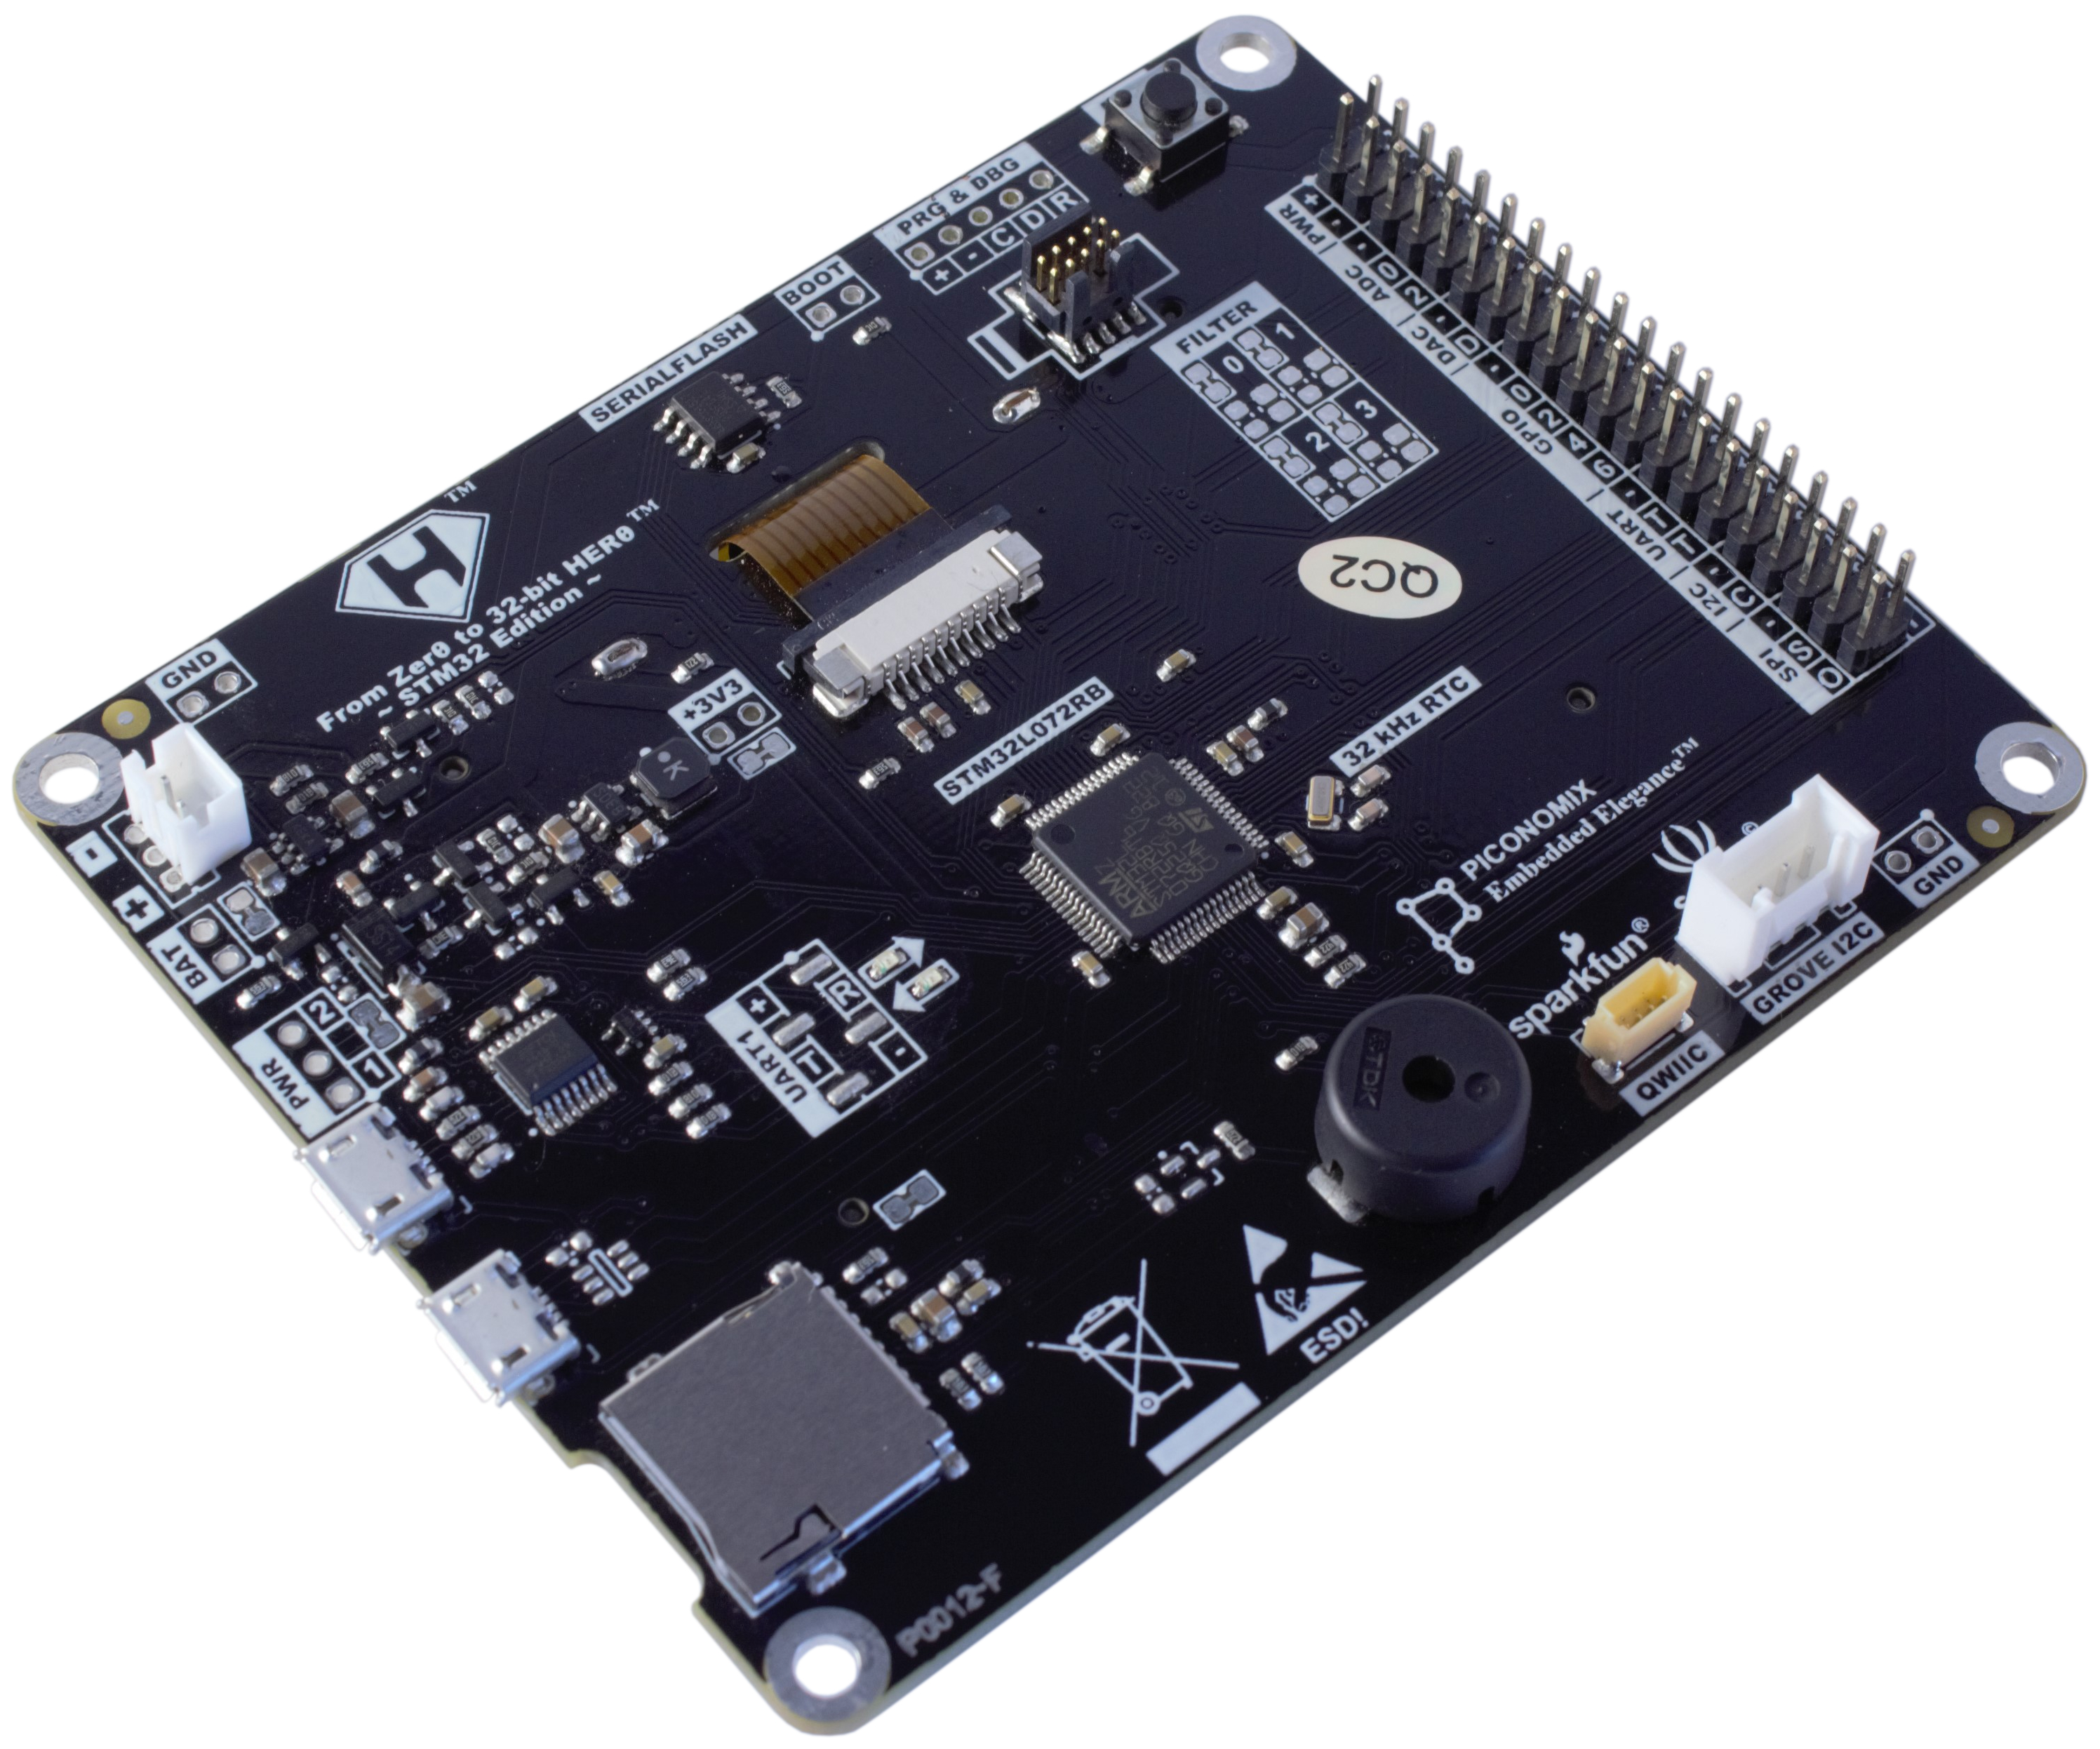 PRG & DBG
+ - C D R
BOOT
SERIALFLASH
FILTER
1
0
3
2
PWR | ADC | DAC | GPIO | UART | I2C | SPI
H™
From Zer0 to 32-bit HER0™
~ STM32 Edition ~
QC2
GND
+3V3
K
STM32L072RB
32 kHz RTC
ARM
PICONOMIX
Embedded Elegance™
- +
BAT
PWR
2
1
UART1
+
R
-
sparkfun®
GROVE I2C
GND
QWIIC
TDK
ESD!
P0012-F